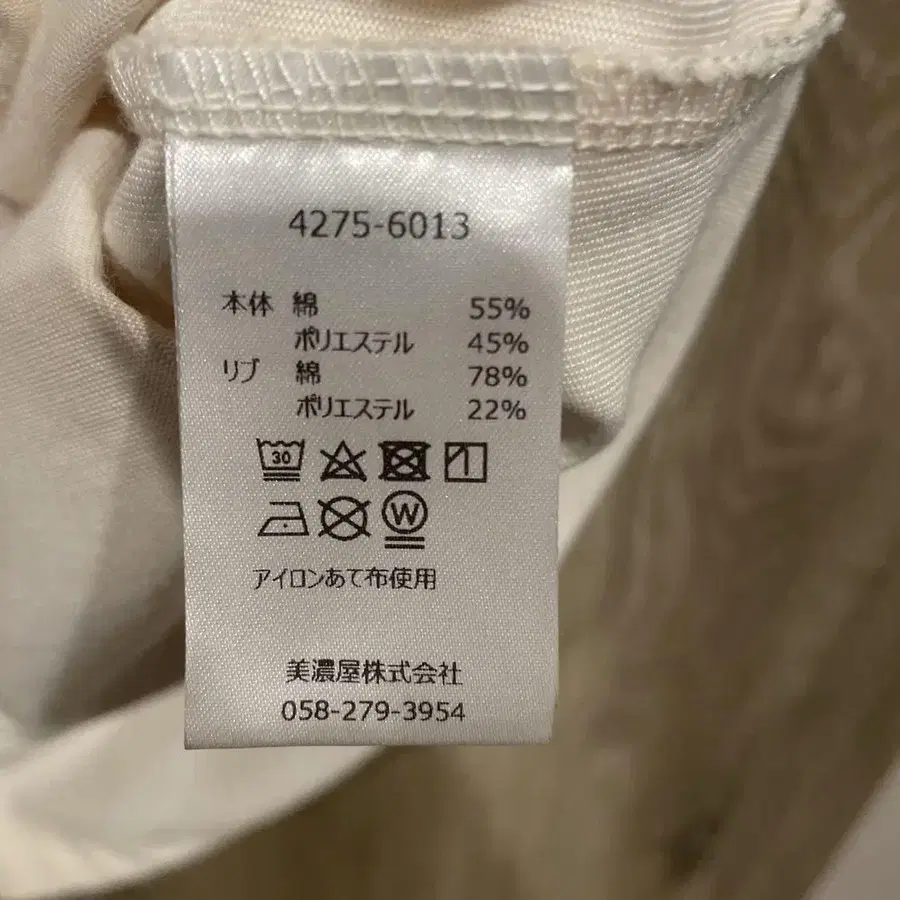 4275-6013
本体 綿 55%
ポリエステル 45%
リブ 綿 78%
ポリエステル 22%
30
W
アイロンあて布使用
美濃屋株式会社
058-279-3954